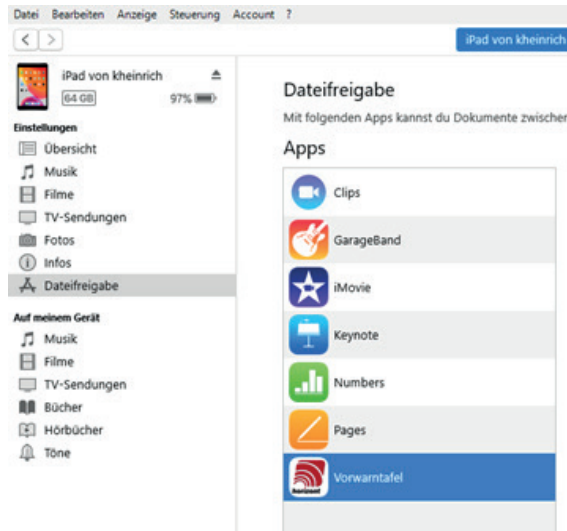 Datei Bearbeiten Anzeige Steuerung Account ?
iPad von kheinrich
iPad von kheinrich
64 GB 97%
Einstellungen
Übersicht
Musik
Filme
TV-Sendungen
Fotos
Infos
Dateifreigabe
Auf meinem Gerät
Musik
Filme
TV-Sendungen
Bücher
Hörbücher
Töne
Dateifreigabe
Mit folgenden Apps kannst du Dokumente zwischen
Apps
Clips
GarageBand
iMovie
Keynote
Numbers
Pages
horizont
Vorwarntafel